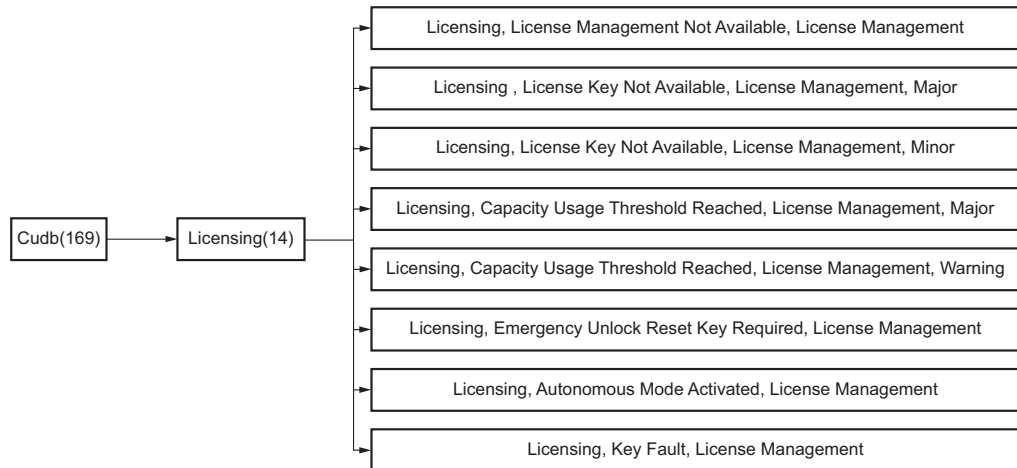 Licensing, License Management Not Available, License Management
Licensing , License Key Not Available, License Management, Major
Licensing, License Key Not Available, License Management, Minor
Licensing, Capacity Usage Threshold Reached, License Management, Major
Cudb(169)
Licensing(14)
Licensing, Capacity Usage Threshold Reached, License Management, Warning
Licensing, Emergency Unlock Reset Key Required, License Management
Licensing, Autonomous Mode Activated, License Management
Licensing, Key Fault, License Management